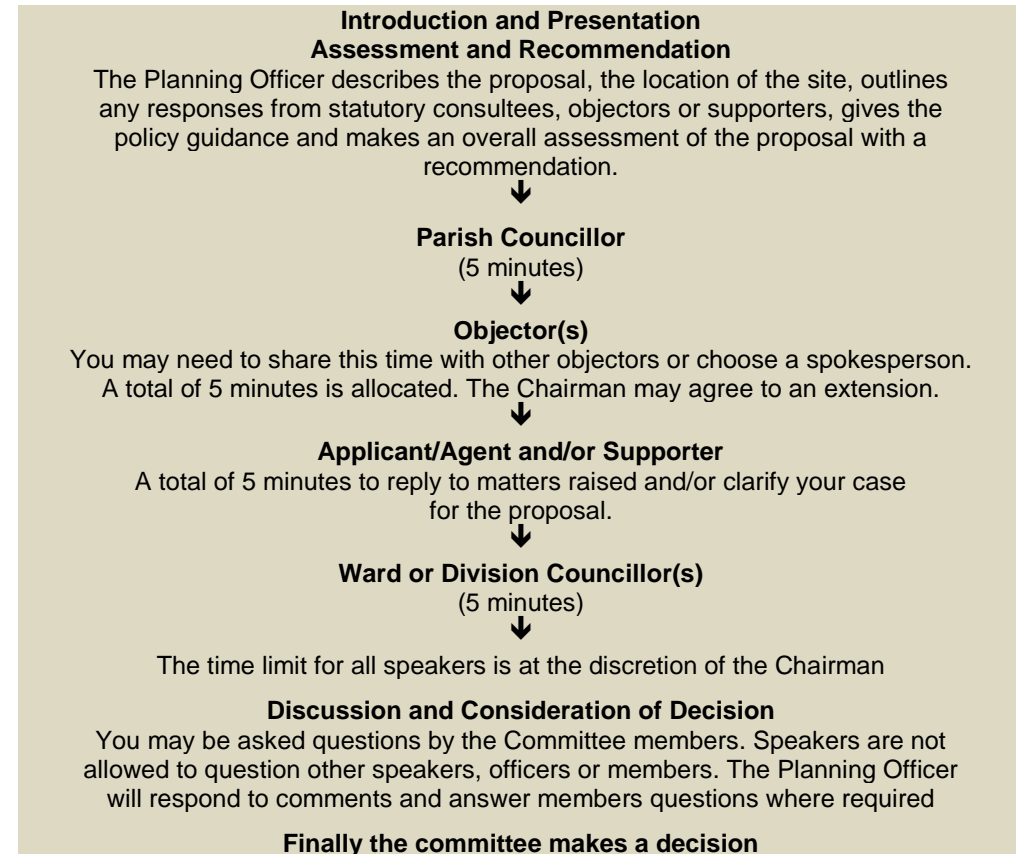 Introduction and Presentation
Assessment and Recommendation
The Planning Officer describes the proposal, the location of the site, outlines
any responses from statutory consultees, objectors or supporters, gives the
policy guidance and makes an overall assessment of the proposal with a
recommendation.
Parish Councillor
(5 minutes)
Objector(s)
You may need to share this time with other objectors or choose a spokesperson.
A total of 5 minutes is allocated. The Chairman may agree to an extension.
Applicant/Agent and/or Supporter
A total of 5 minutes to reply to matters raised and/or clarify your case
for the proposal.
Ward or Division Councillor(s)
(5 minutes)
The time limit for all speakers is at the discretion of the Chairman
Discussion and Consideration of Decision
You may be asked questions by the Committee members. Speakers are not
allowed to question other speakers, officers or members. The Planning Officer
will respond to comments and answer members questions where required
Finally the committee makes a decision